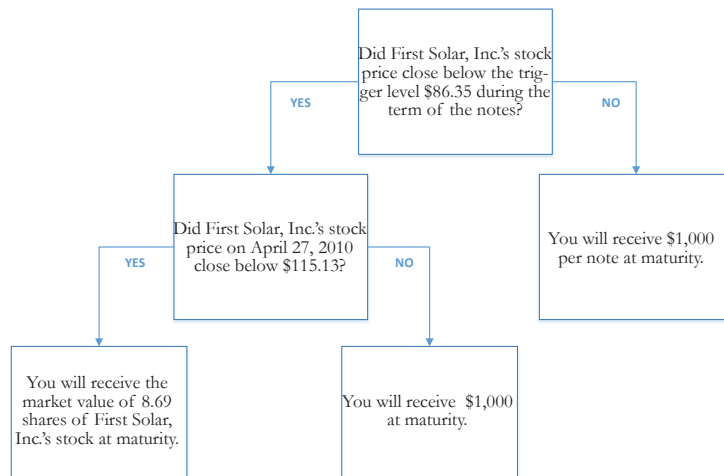 Did First Solar, Inc.'s stock
price close below the trig-
ger level $86.35 during the
term of the notes?
YES
NO
Did First Solar, Inc.'s stock
price on April 27, 2010
close below $115.13?
You will receive $1,000
per note at maturity.
YES
NO
You will receive the
market value of 8.69
shares of First Solar,
Inc.'s stock at maturity.
You will receive $1,000
at maturity.